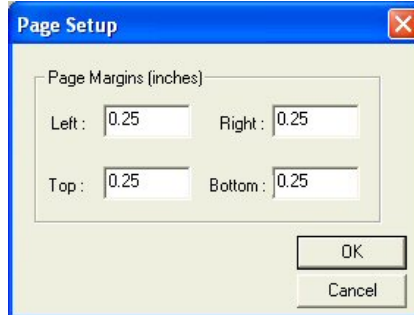 Page Setup
Page Margins (inches)
Left : 0.25 Right : 0.25
Top : 0.25 Bottom : 0.25
OK
Cancel